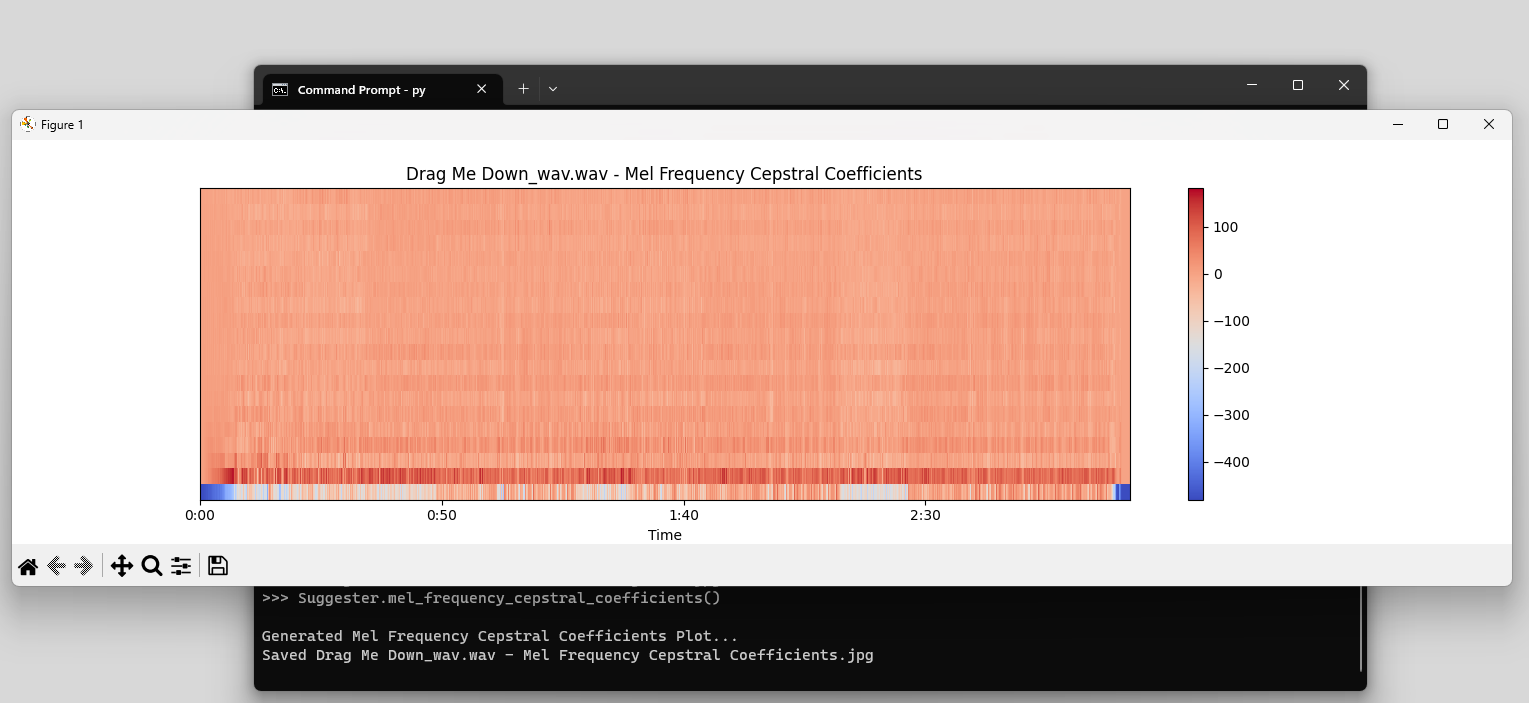 Command Prompt - py
Figure 1
Drag Me Down_wav.wav - Mel Frequency Cepstral Coefficients
100
0
−100
−200
−300
−400
0:00 0:50 1:40 2:30
Time
>>> Suggester.mel_frequency_cepstral_coefficients()
Generated Mel Frequency Cepstral Coefficients Plot...
Saved Drag Me Down_wav.wav - Mel Frequency Cepstral Coefficients.jpg